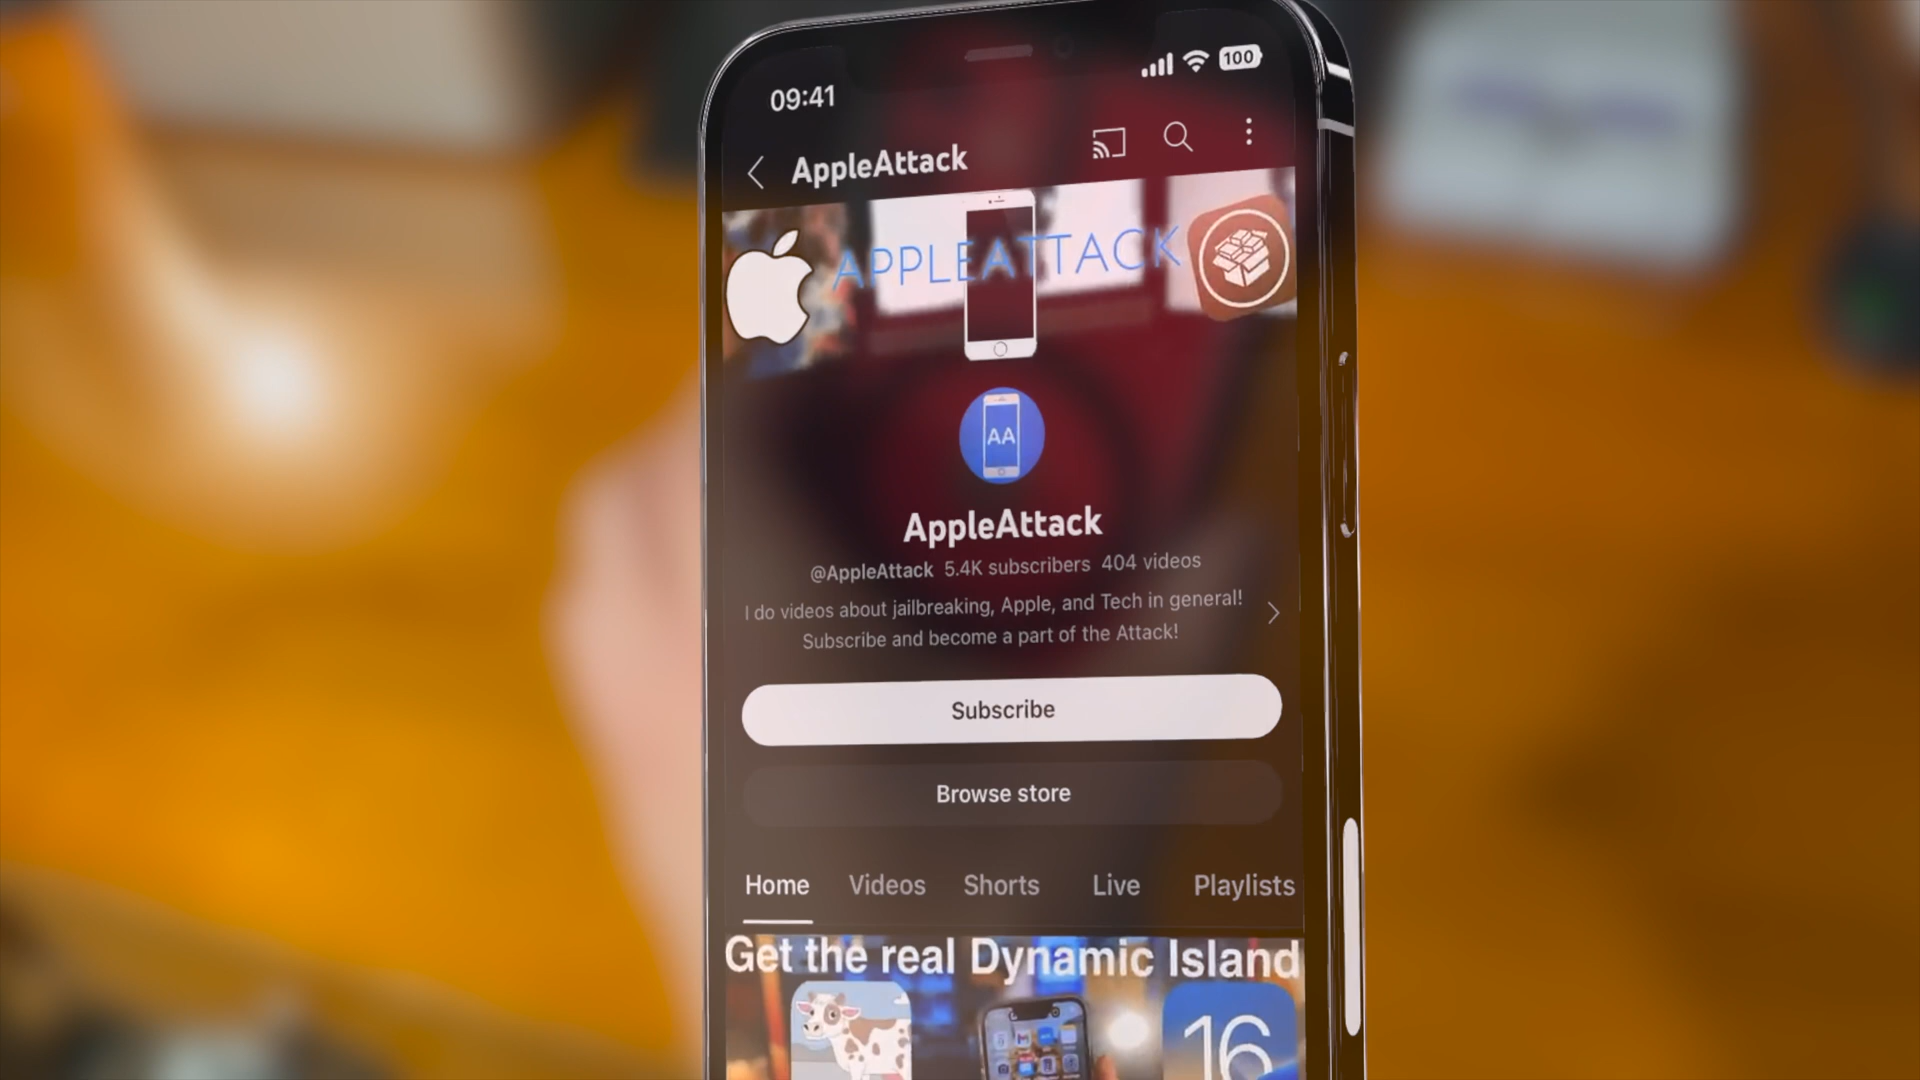 09:41
100
AppleAttack
APPLEATTACK
AA
AppleAttack
@AppleAttack 5.4K subscribers 404 videos
I do videos about jailbreaking, Apple, and Tech in general!
Subscribe and become a part of the Attack!
Subscribe
Browse store
Home Videos Shorts Live Playlists
Get the real Dynamic Island
16